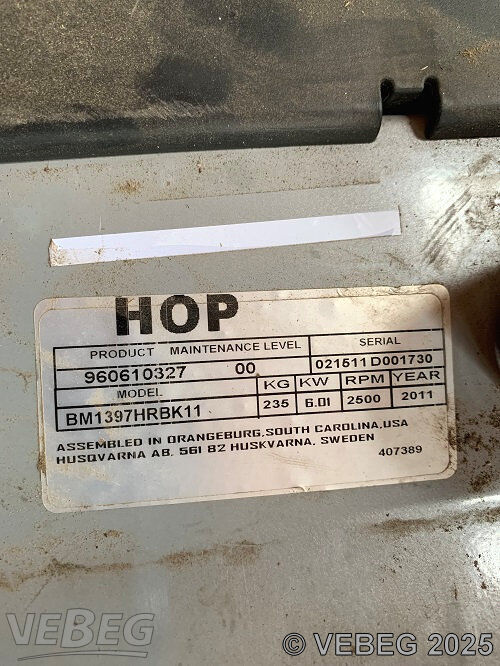 HOP
PRODUCT MAINTENANCE LEVEL SERIAL
960610327 00 021511D001730
MODEL KG KW RPM YEAR
BM1397HRBK11 235 6.01 2500 2011
ASSEMBLED IN ORANGEBURG,SOUTH CAROLINA,USA
HUSQVARNA AB, 561 82 HUSKVARNA, SWEDEN
407389
VEBEG
© VEBEG 2025